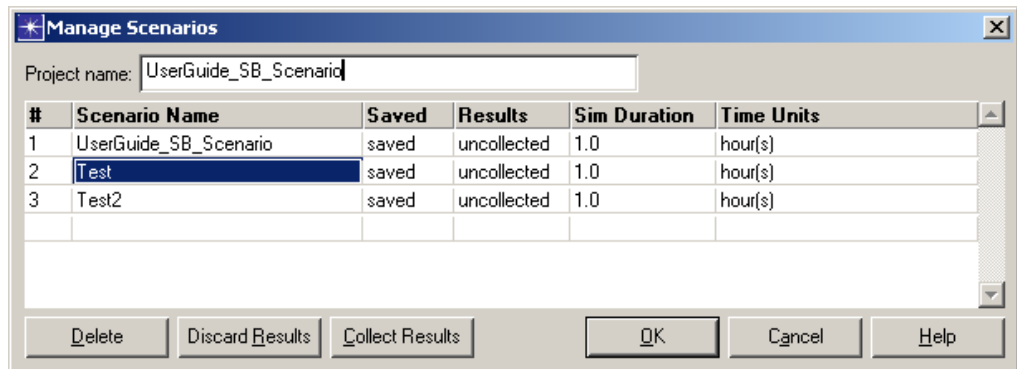 Manage Scenarios
Project name: UserGuide_SB_Scenario
# Scenario Name Saved Results Sim Duration Time Units
1 UserGuide_SB_Scenario saved uncollected 1.0 hour(s)
2 Test saved uncollected 1.0 hour(s)
3 Test2 saved uncollected 1.0 hour(s)
Delete Discard Results Collect Results OK Cancel Help